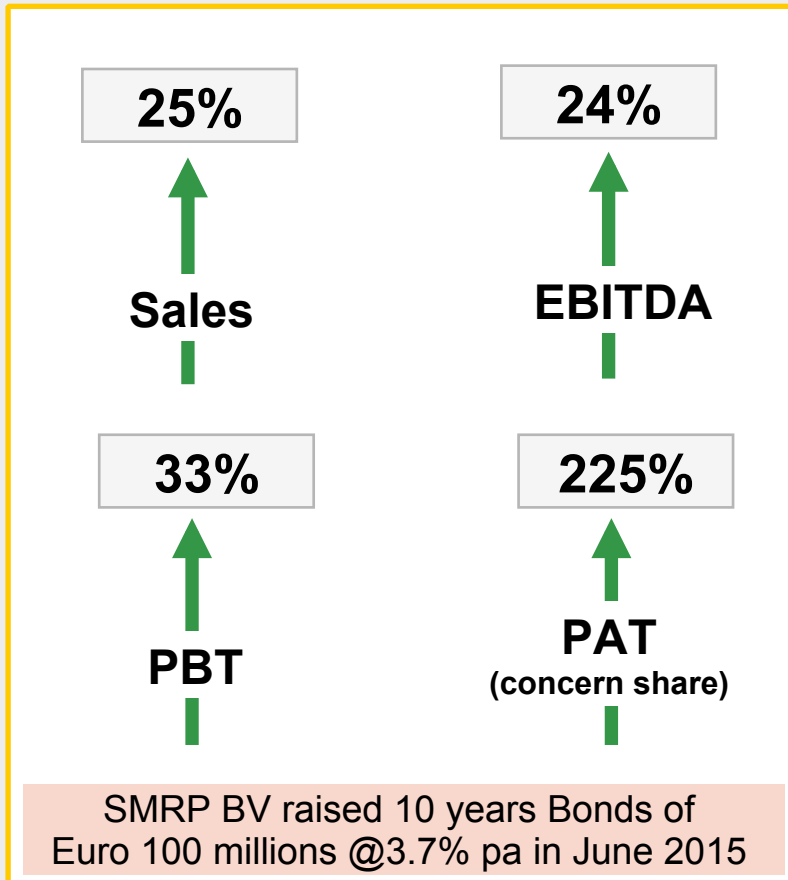 25%
24%
Sales
EBITDA
33%
225%
PBT
PAT
(concern share)
SMRP BV raised 10 years Bonds of
Euro 100 millions @3.7% pa in June 2015